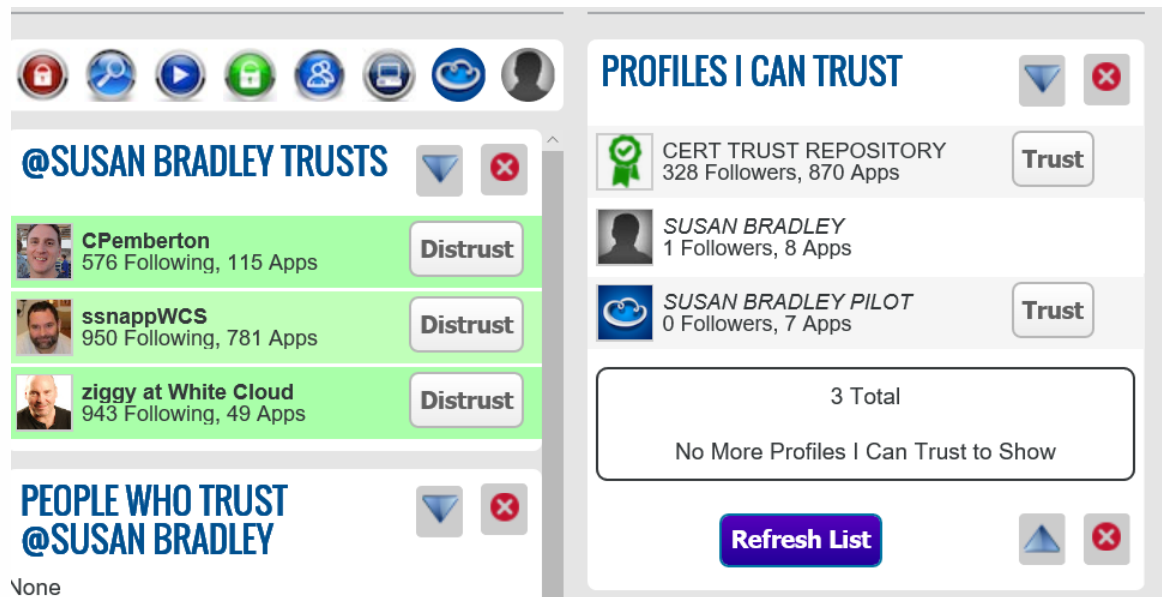 @SUSAN BRADLEY TRUSTS
CPemberton
576 Following, 115 Apps
Distrust
ssnappWCS
950 Following, 781 Apps
Distrust
ziggy at White Cloud
943 Following, 49 Apps
Distrust
PEOPLE WHO TRUST
@SUSAN BRADLEY
None
PROFILES I CAN TRUST
CERT TRUST REPOSITORY
328 Followers, 870 Apps
Trust
SUSAN BRADLEY
1 Followers, 8 Apps
SUSAN BRADLEY PILOT
0 Followers, 7 Apps
Trust
3 Total
No More Profiles I Can Trust to Show
Refresh List